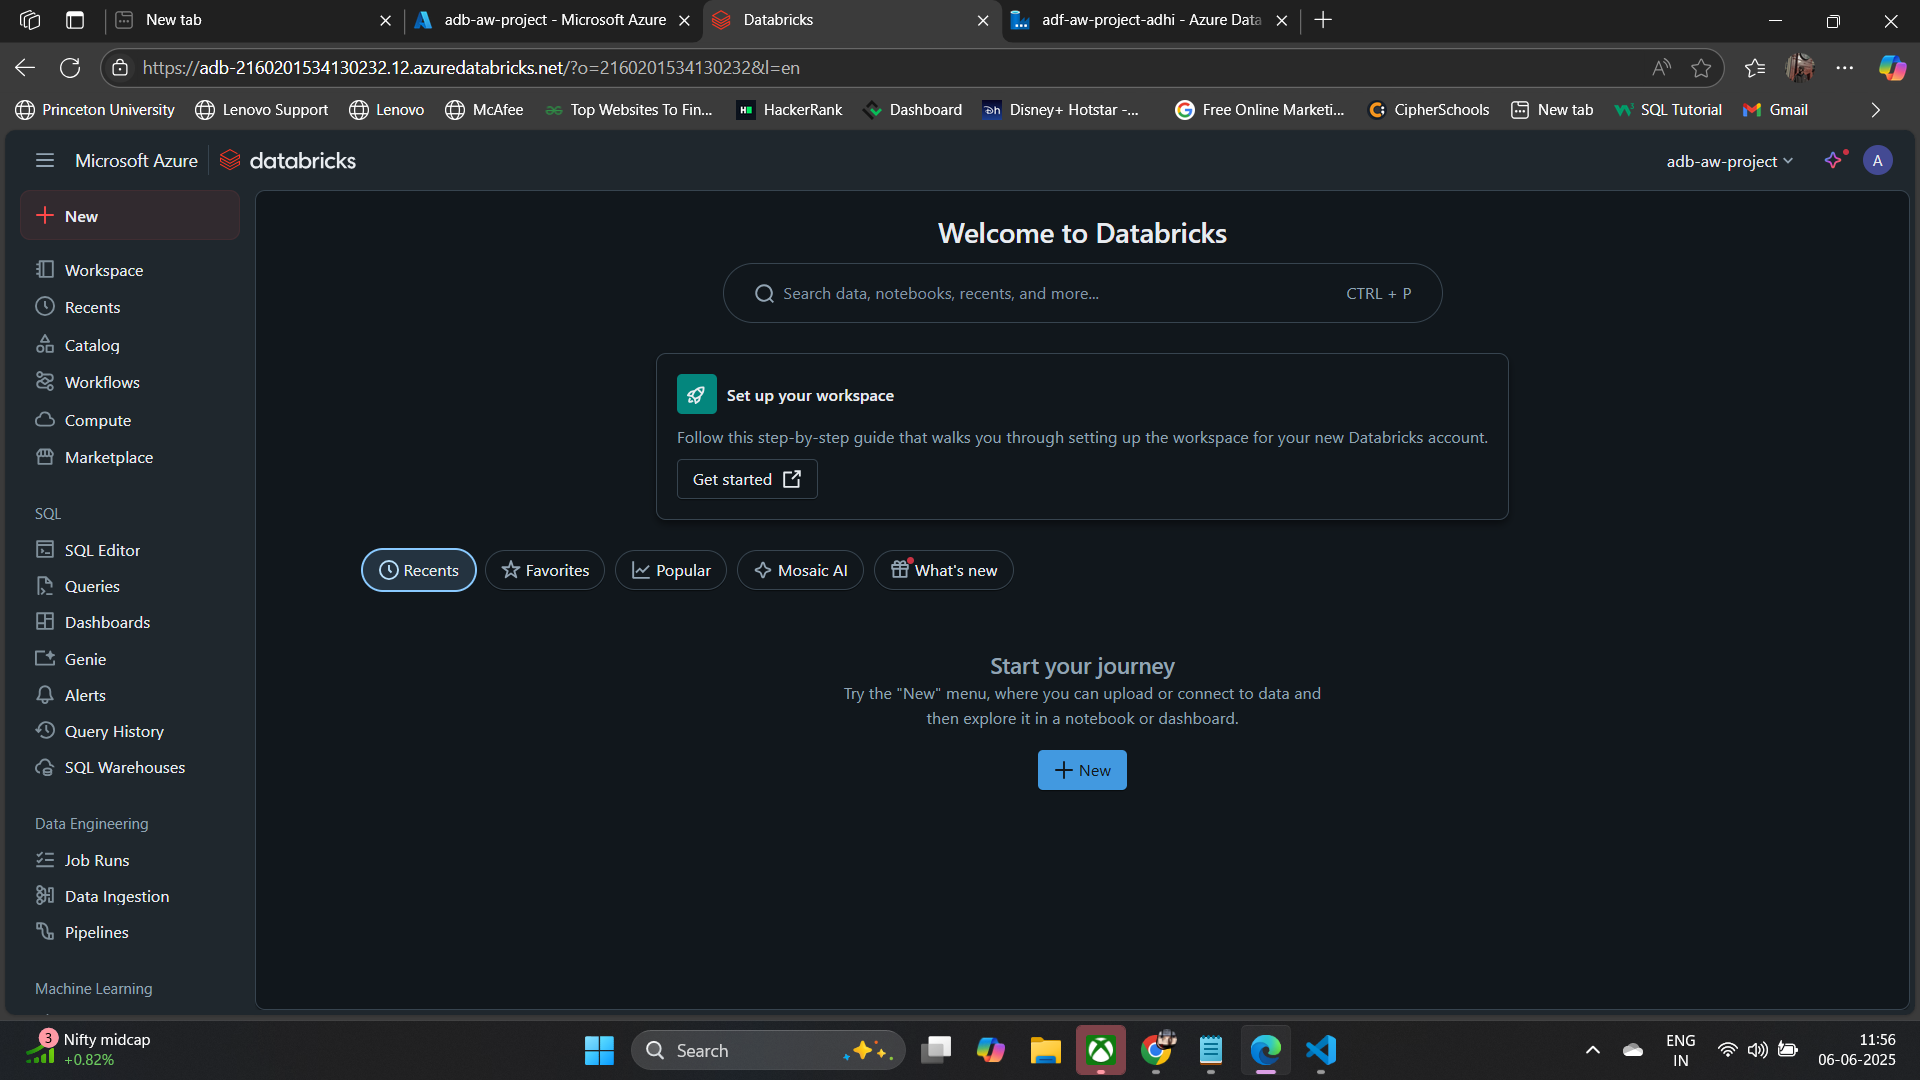 New tab
adb-aw-project - Microsoft Azure
Databricks
adf-aw-project-adhi - Azure Data
https://adb-2160201534130232.12.azuredatabricks.net/?o=2160201534130232&l=en
Princeton University
Lenovo Support
Lenovo
McAfee
Top Websites To Fin...
HackerRank
Dashboard
Disney+ Hotstar -...
Free Online Marketi...
CipherSchools
New tab
SQL Tutorial
Gmail
Microsoft Azure
databricks
adb-aw-project
A
New
Workspace
Recents
Catalog
Workflows
Compute
Marketplace
SQL
SQL Editor
Queries
Dashboards
Genie
Alerts
Query History
SQL Warehouses
Data Engineering
Job Runs
Data Ingestion
Pipelines
Machine Learning
Welcome to Databricks
Search data, notebooks, recents, and more...
CTRL + P
Set up your workspace
Follow this step-by-step guide that walks you through setting up the workspace for your new Databricks account.
Get started
Recents
Favorites
Popular
Mosaic AI
What's new
Start your journey
Try the "New" menu, where you can upload or connect to data and
then explore it in a notebook or dashboard.
New
3
Nifty midcap
+0.82%
Search
ENG
IN
11:56
06-06-2025